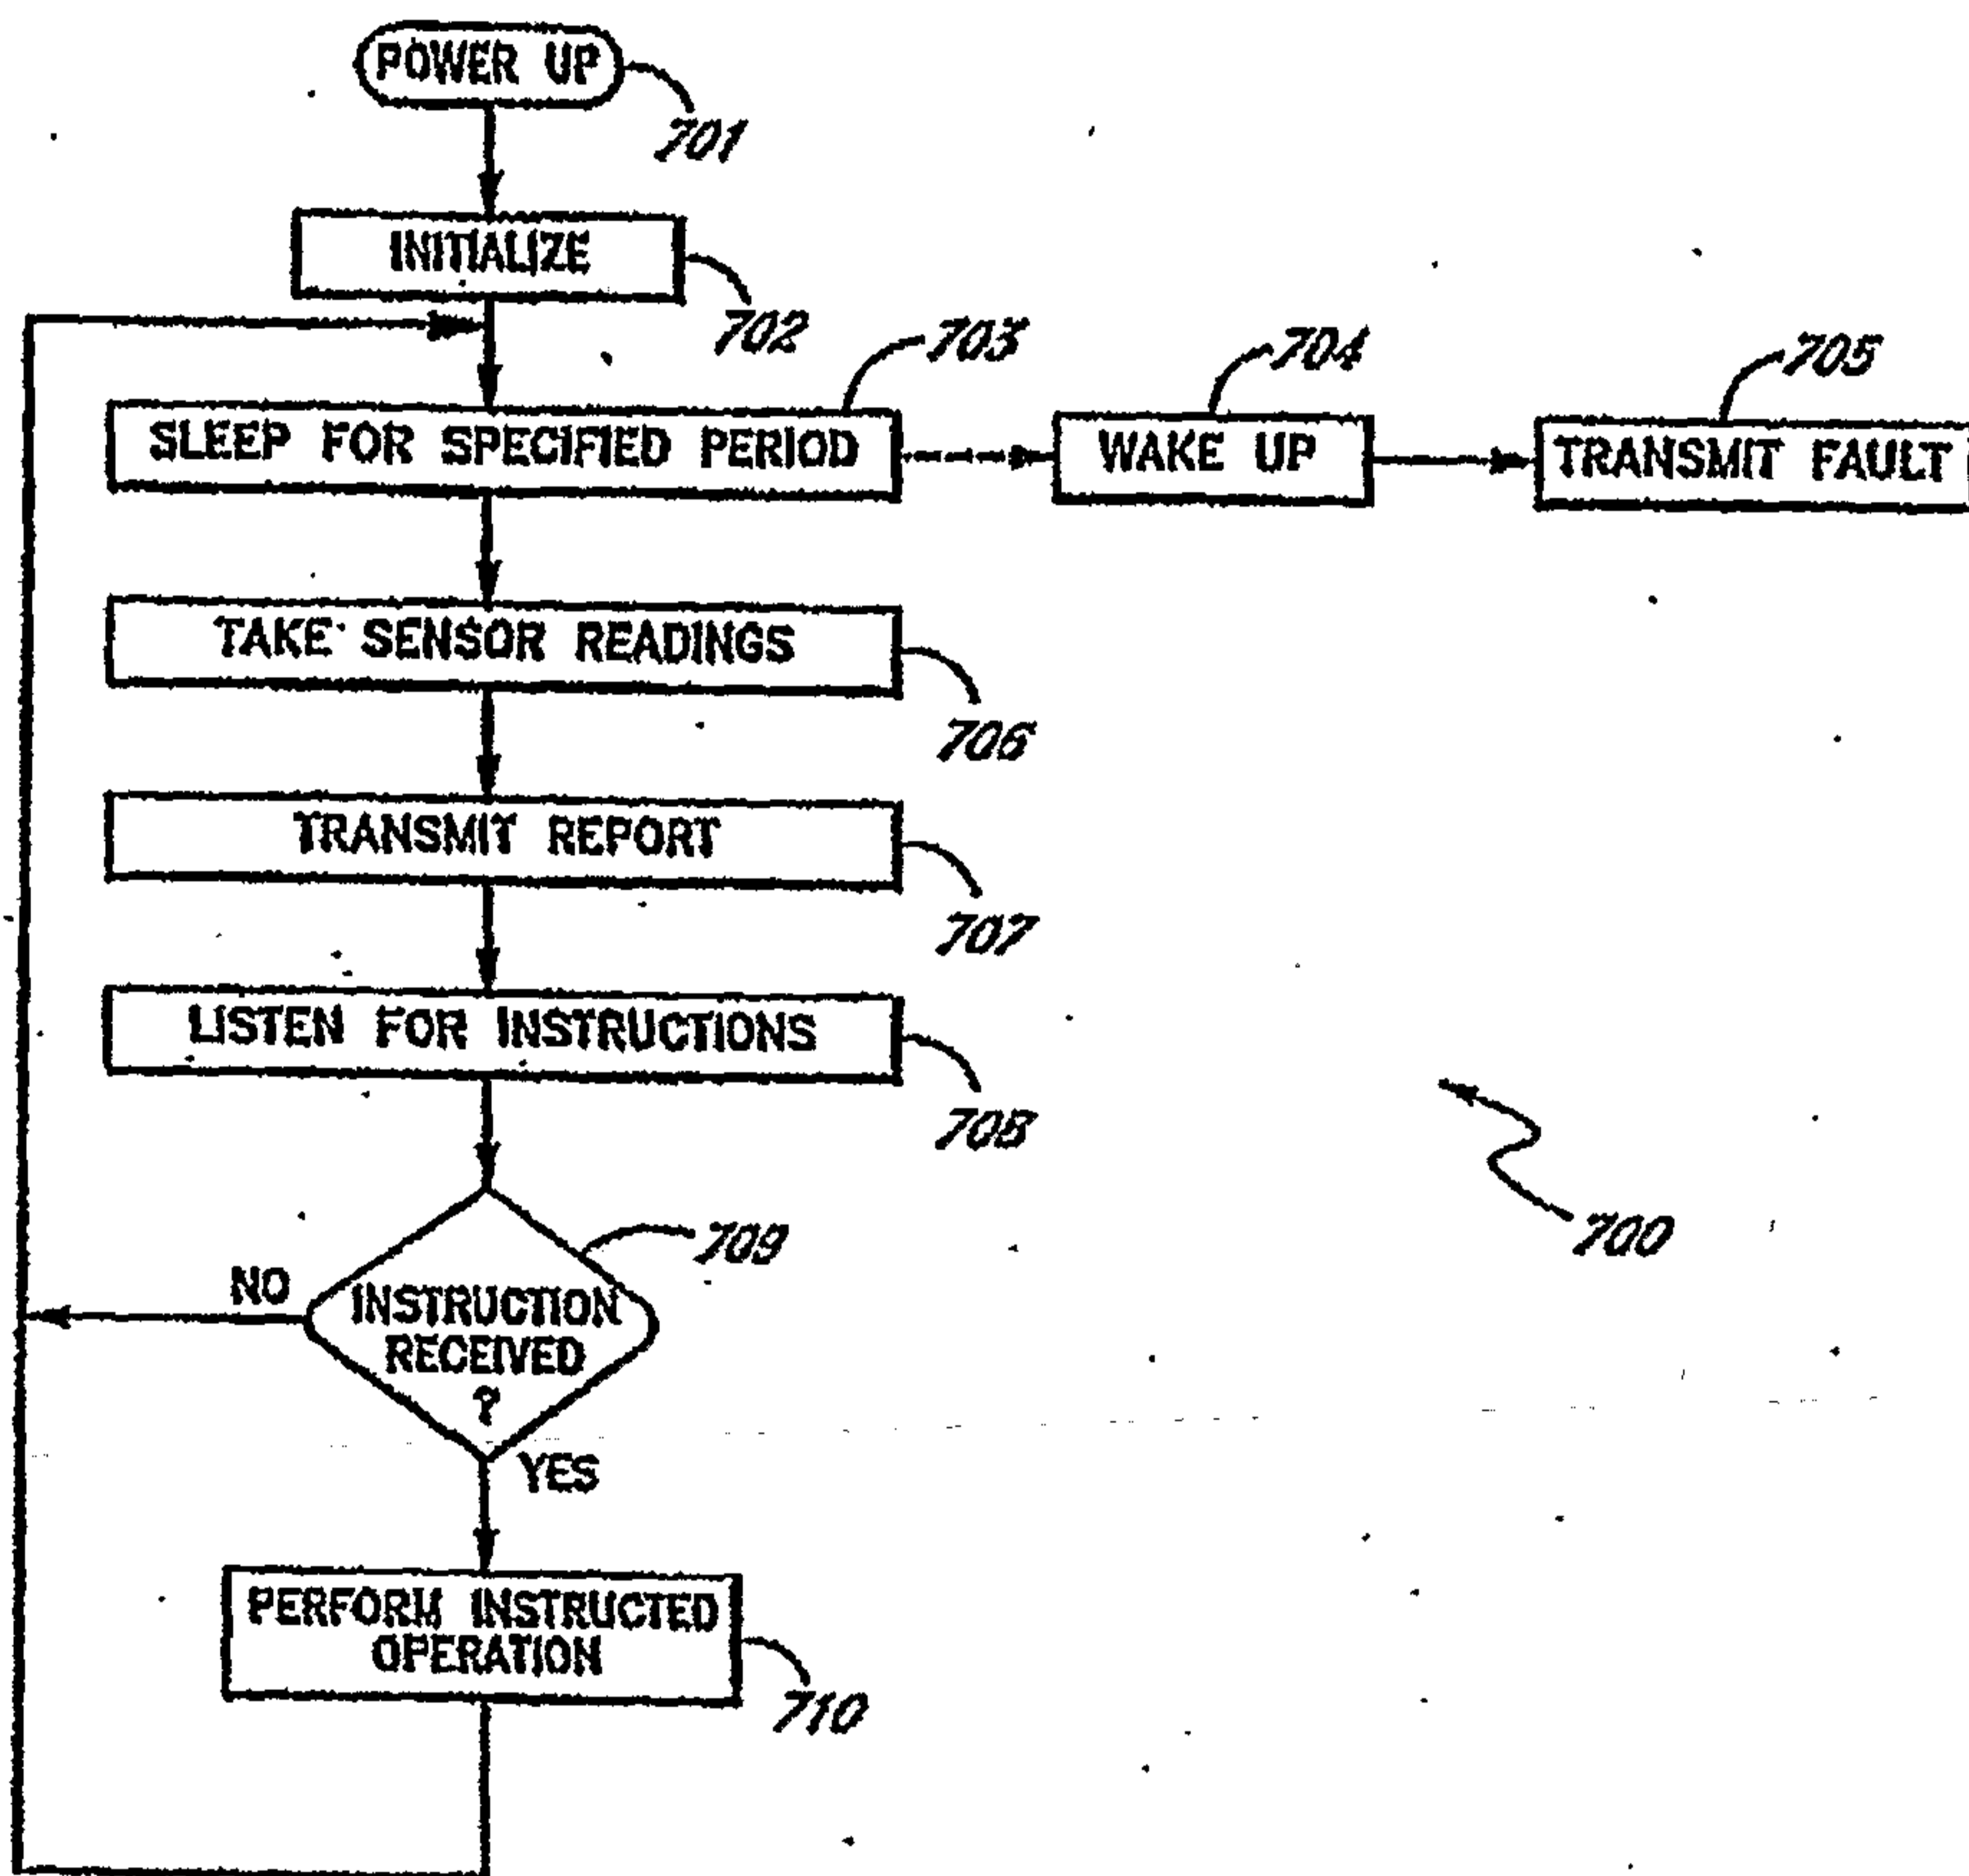 POWER UP
701
INITIALIZE
702
703
704
705
SLEEP FOR SPECIFIED PERIOD
WAKE UP
TRANSMIT FAULT
TAKE SENSOR READINGS
706
TRANSMIT REPORT
707
LISTEN FOR INSTRUCTIONS
708
709
700
NO
INSTRUCTION
RECEIVED
?
YES
PERFORM INSTRUCTED
OPERATION
710